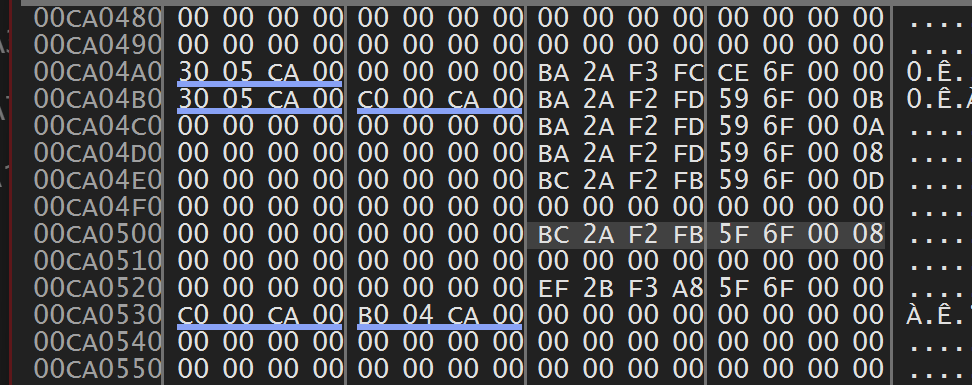 00CA0480 00 00 00 00 00 00 00 00 00 00 00 00 00 00 00 00 ....
00CA0490 00 00 00 00 00 00 00 00 00 00 00 00 00 00 00 00 ....
00CA04A0 30 05 CA 00 00 00 00 00 BA 2A F3 FC CE 6F 00 00 0.Ê.
00CA04B0 30 05 CA 00 C0 00 CA 00 BA 2A F2 FD 59 6F 00 0B 0.Ê.
00CA04C0 00 00 00 00 00 00 00 00 BA 2A F2 FD 59 6F 00 0A ....
00CA04D0 00 00 00 00 00 00 00 00 BA 2A F2 FD 59 6F 00 08 ....
00CA04E0 00 00 00 00 00 00 00 00 BC 2A F2 FB 59 6F 00 0D ....
00CA04F0 00 00 00 00 00 00 00 00 00 00 00 00 00 00 00 00 ....
00CA0500 00 00 00 00 00 00 00 00 BC 2A F2 FB 5F 6F 00 08 ....
00CA0510 00 00 00 00 00 00 00 00 00 00 00 00 00 00 00 00 ....
00CA0520 00 00 00 00 00 00 00 00 EF 2B F3 A8 5F 6F 00 00 ....
00CA0530 C0 00 CA 00 B0 04 CA 00 00 00 00 00 00 00 00 00 À.Ê.
00CA0540 00 00 00 00 00 00 00 00 00 00 00 00 00 00 00 00 ....
00CA0550 00 00 00 00 00 00 00 00 00 00 00 00 00 00 00 00 ....